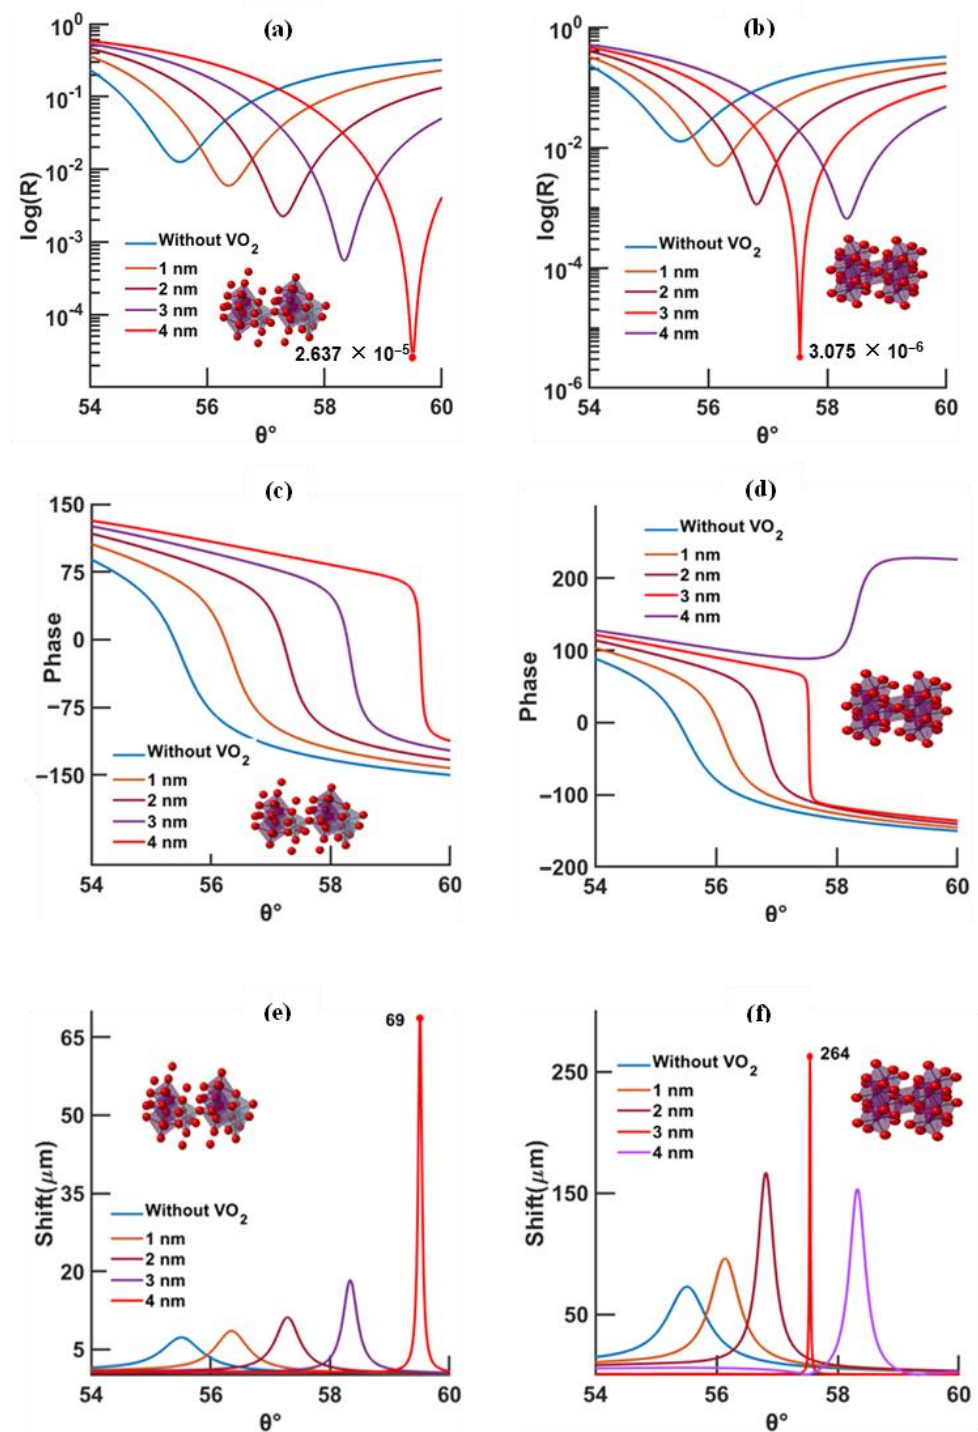 (a)
10^0
10^-1
10^-2
10^-3
10^-4
log(R)
Without VO_2
1 nm
2 nm
3 nm
4 nm
2.637 × 10^-5
54 56 58 60
θ°
(b)
10^0
10^-2
10^-4
10^-6
log(R)
Without VO_2
1 nm
2 nm
3 nm
4 nm
3.075 × 10^-6
54 56 58 60
θ°
(c)
150
75
0
−75
−150
Phase
Without VO_2
1 nm
2 nm
3 nm
4 nm
54 56 58 60
θ°
(d)
200
100
0
−100
−200
Phase
Without VO_2
1 nm
2 nm
3 nm
4 nm
54 56 58 60
θ°
(e)
65
50
35
20
5
Shift(μm)
69
Without VO_2
1 nm
2 nm
3 nm
4 nm
54 56 58 60
θ°
(f)
250
150
50
Shift(μm)
264
Without VO_2
1 nm
2 nm
3 nm
4 nm
54 56 58 60
θ°